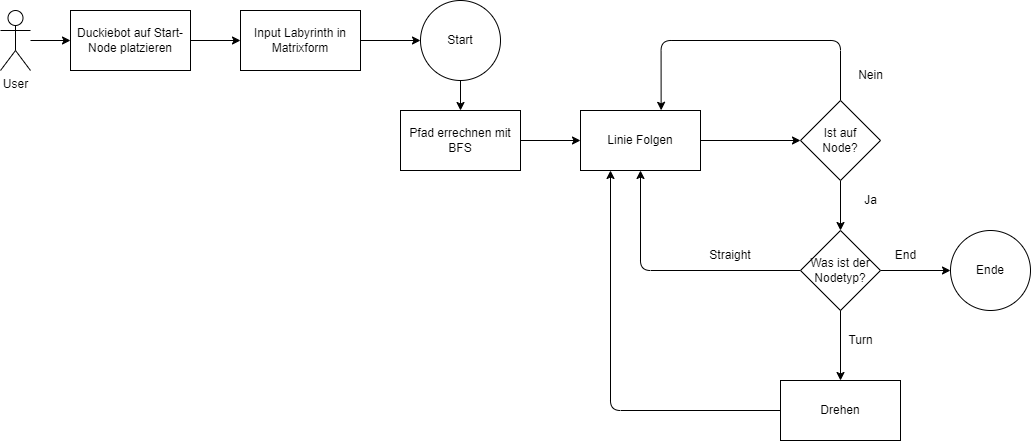 User
Duckiebot auf Start-
Node platzieren
Input Labyrinth in
Matrixform
Start
Pfad errechnen mit
BFS
Linie Folgen
Nein
Ist auf
Node?
Ja
Straight
Was ist der
Nodetyp?
End
Ende
Turn
Drehen